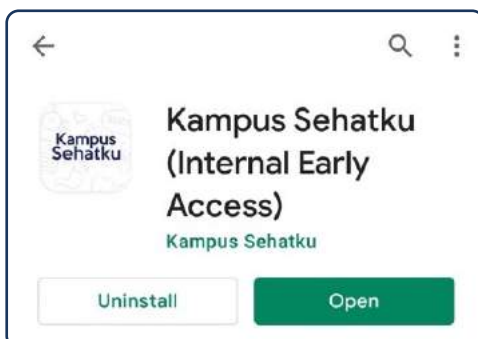 Kampus
Sehatku
Kampus Sehatku
(Internal Early
Access)
Kampus Sehatku
Uninstall
Open